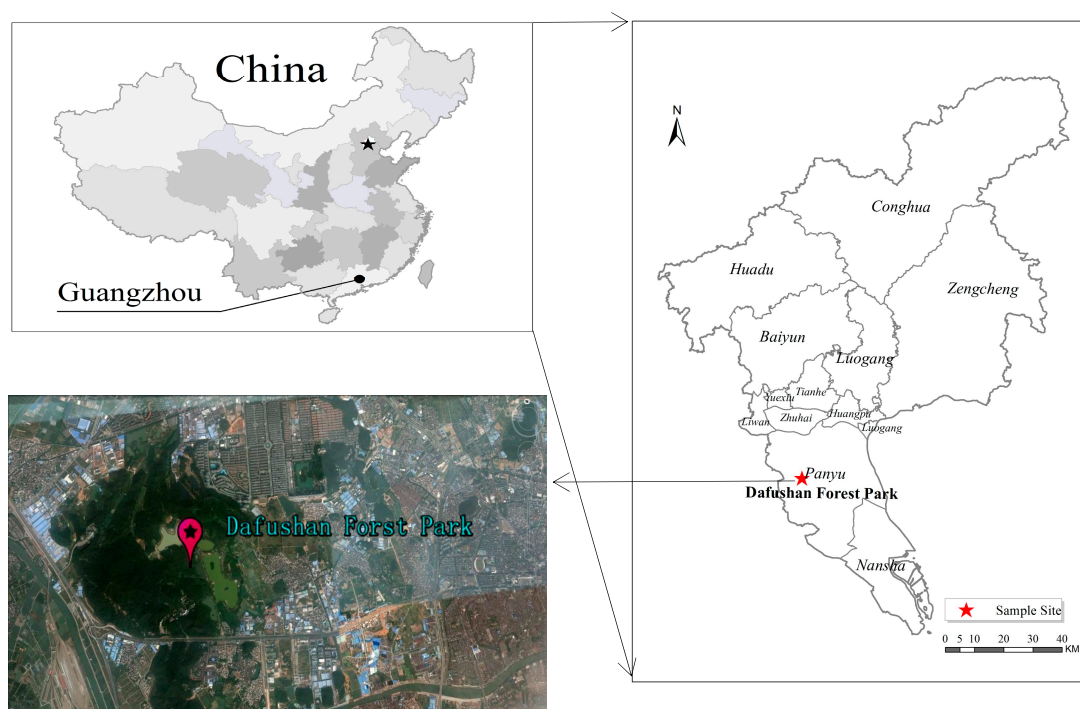 China
Guangzhou
N
Conghua
Huadu
Zengcheng
Baiyun
Luogang
Yuexiu
Tianhe
Liwan
Zhuhai
Huangpu
Luogang
Panyu
Dafushan Forest Park
Nansha
Sample Site
0 5 10 20 30 40
KM
Dafushan Forst Park